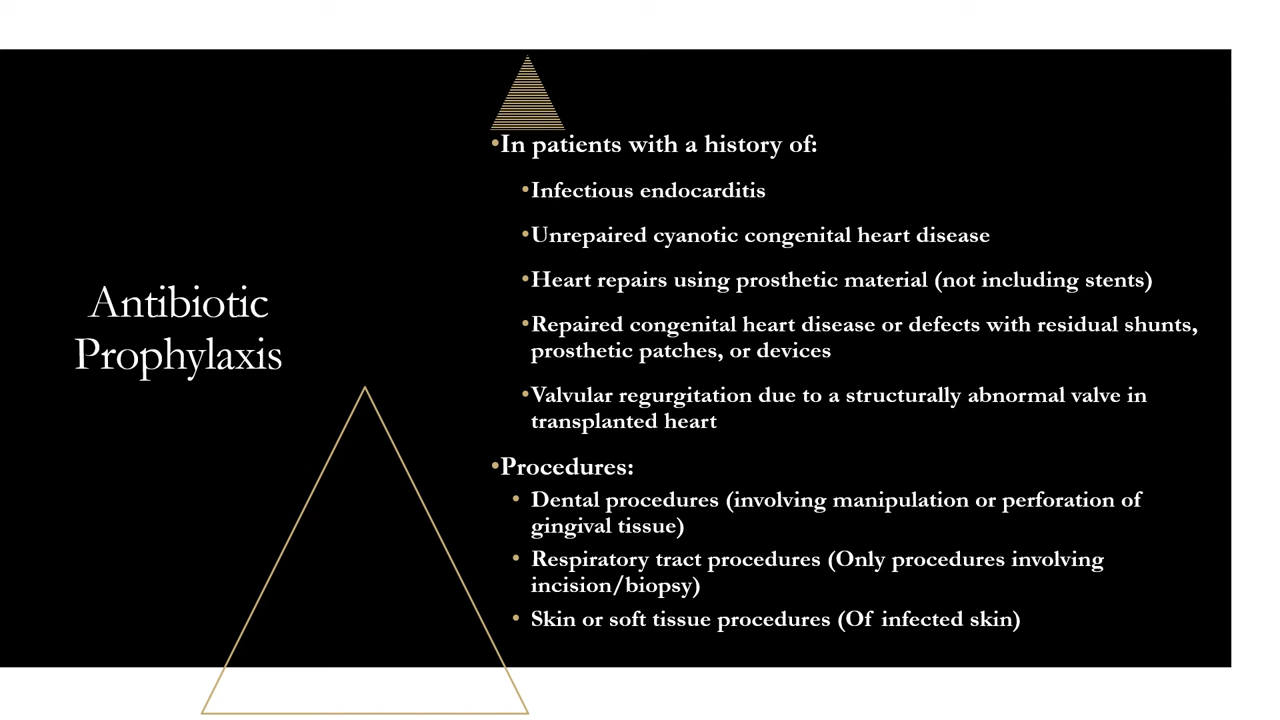 Antibiotic
Prophylaxis
•In patients with a history of:
•Infectious endocarditis
•Unrepaired cyanotic congenital heart disease
•Heart repairs using prosthetic material (not including stents)
•Repaired congenital heart disease or defects with residual shunts,
prosthetic patches, or devices
•Valvular regurgitation due to a structurally abnormal valve in
transplanted heart
•Procedures:
• Dental procedures (involving manipulation or perforation of
gingival tissue)
• Respiratory tract procedures (Only procedures involving
incision/biopsy)
• Skin or soft tissue procedures (Of infected skin)